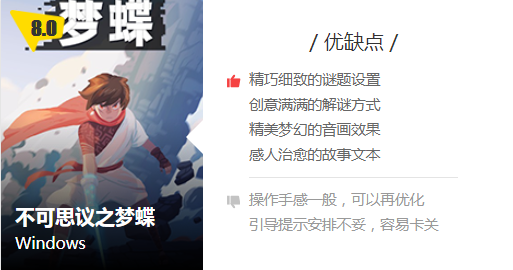 8.0
梦蝶
不可思议之梦蝶
Windows
/ 优缺点 /
精巧细致的谜题设置
创意满满的解谜方式
精美梦幻的音画效果
感人治愈的故事文本
操作手感一般，可以再优化
引导提示安排不妥，容易卡关